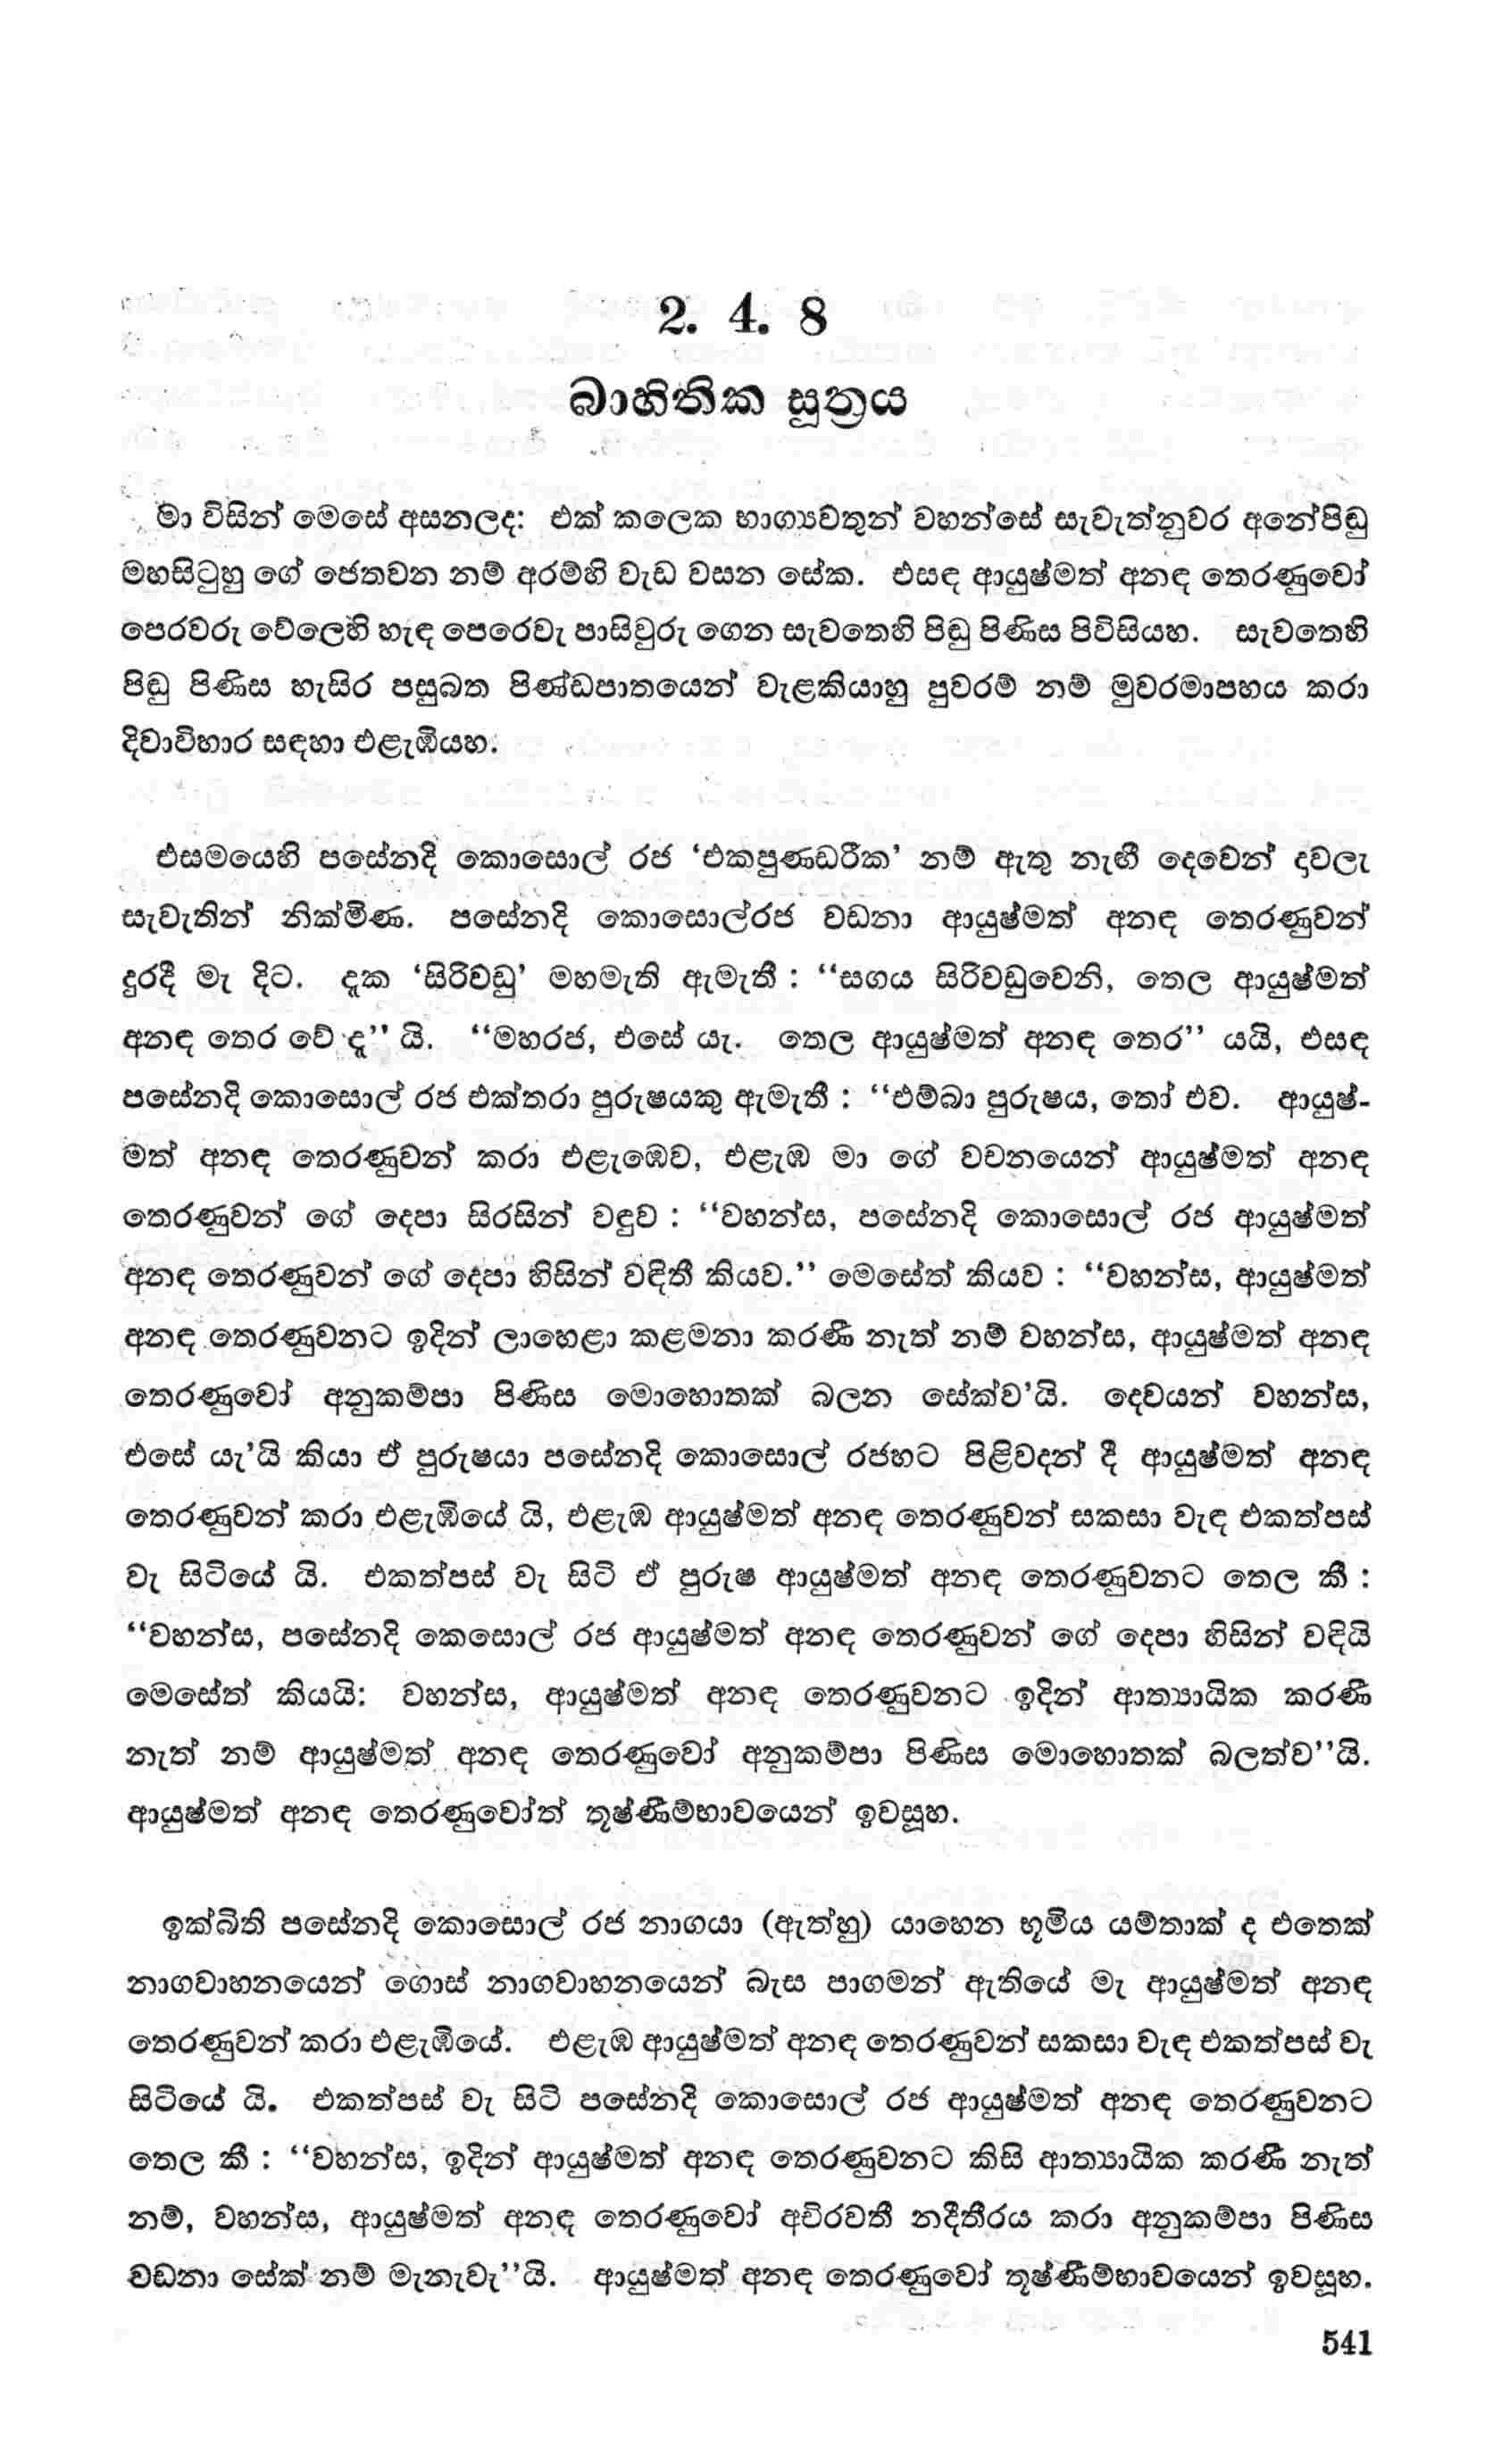 2. 4. 8
බාහිතික සූත්‍රය
මා විසින් මෙසේ අසනලද: එක් කලෙක භාග්‍යවතුන් වහන්සේ සැවැත්නුවර අනේපිඬු
මහසිටුහු ගේ ජෙතවන නම් අරම්හි වැඩ වසන සේක. එසඳ ආයුෂ්මත් අනඳ තෙරණුවෝ
පෙරවරු වේලෙහි හැඳ පෙරෙවැ පාසිවුරු ගෙන සැවතෙහි පිඬු පිණිස පිවිසියහ. සැවතෙහි
පිඬු පිණිස හැසිර පසුබත පිණ්ඩපාතයෙන් වැළකියාහු පුවරම් නම් මුවරමාපහය කරා
දිවාවිහාර සඳහා එළැඹියහ.
එසමයෙහි පසේනදි කොසොල් රජ ‘එකපුණඩරීක’ නම් ඇතු නැඟී දෙවෙන් දාවලැ
සැවැතින් නික්මිණ. පසේනදි කොසොල්රජ වඩනා ආයුෂ්මත් අනඳ තෙරණුවන්
දුරදී මැ දිට. දැක ‘සිරිවඩු’ මහමැති ඇමැතී : “සගය සිරිවඩුවෙනි, තෙල ආයුෂ්මත්
අනඳ තෙර වේ දැ” යි. “මහරජ, එසේ යැ. තෙල ආයුෂ්මත් අනඳ තෙර” යයි, එසඳ
පසේනදි කොසොල් රජ එක්තරා පුරුෂයකු ඇමැතී : “එම්බා පුරුෂය, තෝ එව. ආයුෂ්-
මත් අනඳ තෙරණුවන් කරා එළැඹෙව, එළැඹ මා ගේ වචනයෙන් ආයුෂ්මත් අනඳ
තෙරණුවන් ගේ දෙපා සිරසින් වඳුව : “වහන්ස, පසේනදි කොසොල් රජ ආයුෂ්මත්
අනඳ තෙරණුවන් ගේ දෙපා හිසින් වඳිතී කියව.” මෙසේත් කියව : “වහන්ස, ආයුෂ්මත්
අනඳ තෙරණුවනට ඉදින් ලාහෙළා කළමනා කරණී නැත් නම් වහන්ස, ආයුෂ්මත් අනඳ
තෙරණුවෝ අනුකම්පා පිණිස මොහොතක් බලන සේක්ව’යි. දෙවයන් වහන්ස,
එසේ යැ’යි කියා ඒ පුරුෂයා පසේනදි කොසොල් රජහට පිළිවදන් දී ආයුෂ්මත් අනඳ
තෙරණුවන් කරා එළැඹියේ යි, එළැඹ ආයුෂ්මත් අනඳ තෙරණුවන් සකසා වැඳ එකත්පස්
වැ සිටියේ යි. එකත්පස් වැ සිටි ඒ පුරුෂ ආයුෂ්මත් අනඳ තෙරණුවනට තෙල කී :
“වහන්ස, පසේනදි කෙසොල් රජ ආයුෂ්මත් අනඳ තෙරණුවන් ගේ දෙපා හිසින් වඳියි
මෙසේත් කියයි: වහන්ස, ආයුෂ්මත් අනඳ තෙරණුවනට ඉදින් ආත්‍යායික කරණී
නැත් නම් ආයුෂ්මත් අනඳ තෙරණුවෝ අනුකම්පා පිණිස මොහොතක් බලත්ව”යි.
ආයුෂ්මත් අනඳ තෙරණුවෝත් තූෂ්ණීම්භාවයෙන් ඉවසූහ.
ඉක්බිති පසේනදි කොසොල් රජ නාගයා (ඇත්හු) යාහෙන භූමිය යම්තාක් ද එතෙක්
නාගවාහනයෙන් ගොස් නාගවාහනයෙන් බැස පාගමන් ඇතියේ මැ ආයුෂ්මත් අනඳ
තෙරණුවන් කරා එළැඹියේ. එළැඹ ආයුෂ්මත් අනඳ තෙරණුවන් සකසා වැඳ එකත්පස් වැ
සිටියේ යි. එකත්පස් වැ සිටි පසේනදි කොසොල් රජ ආයුෂ්මත් අනඳ තෙරණුවනට
තෙල කී : “වහන්ස, ඉදින් ආයුෂ්මත් අනඳ තෙරණුවනට කිසි ආත්‍යායික කරණී නැත්
නම්, වහන්ස, ආයුෂ්මත් අනඳ තෙරණුවෝ අචිරවතී නදීතීරය කරා අනුකම්පා පිණිස
වඩනා සේක් නම් මැනැවැ”යි. ආයුෂ්මත් අනඳ තෙරණුවෝ තූෂ්ණීම්භාවයෙන් ඉවසූහ.
541